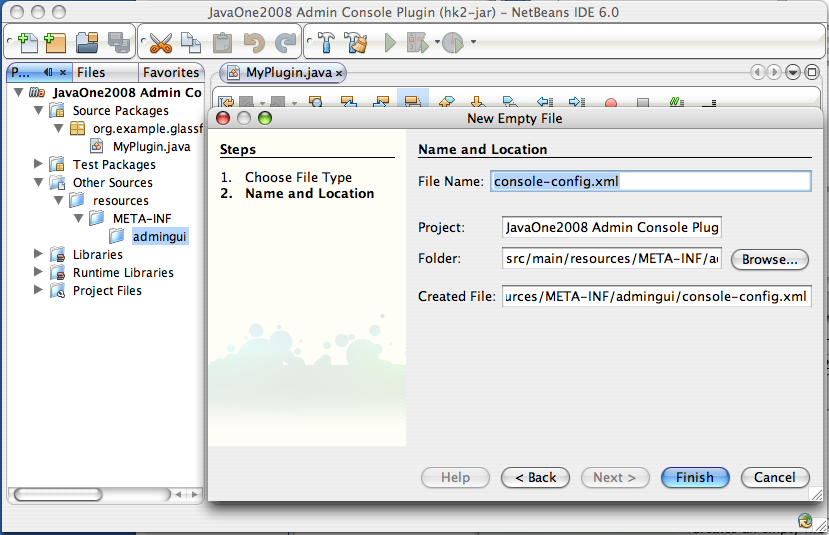 JavaOne2008 Admin Console Plugin (hk2-jar) – NetBeans IDE 6.0
P... Files Favorites
MyPlugin.java
JavaOne2008 Admin Co
Source Packages
org.example.glassf
MyPlugin.java
Test Packages
Other Sources
resources
META-INF
admingui
Libraries
Runtime Libraries
Project Files
New Empty File
Steps
1. Choose File Type
2. Name and Location
Name and Location
File Name: console-config.xml
Project: JavaOne2008 Admin Console Plug
Folder: src/main/resources/META-INF/ad
Browse...
Created File: urces/META-INF/admingui/console-config.xml
Help
< Back
Next >
Finish
Cancel